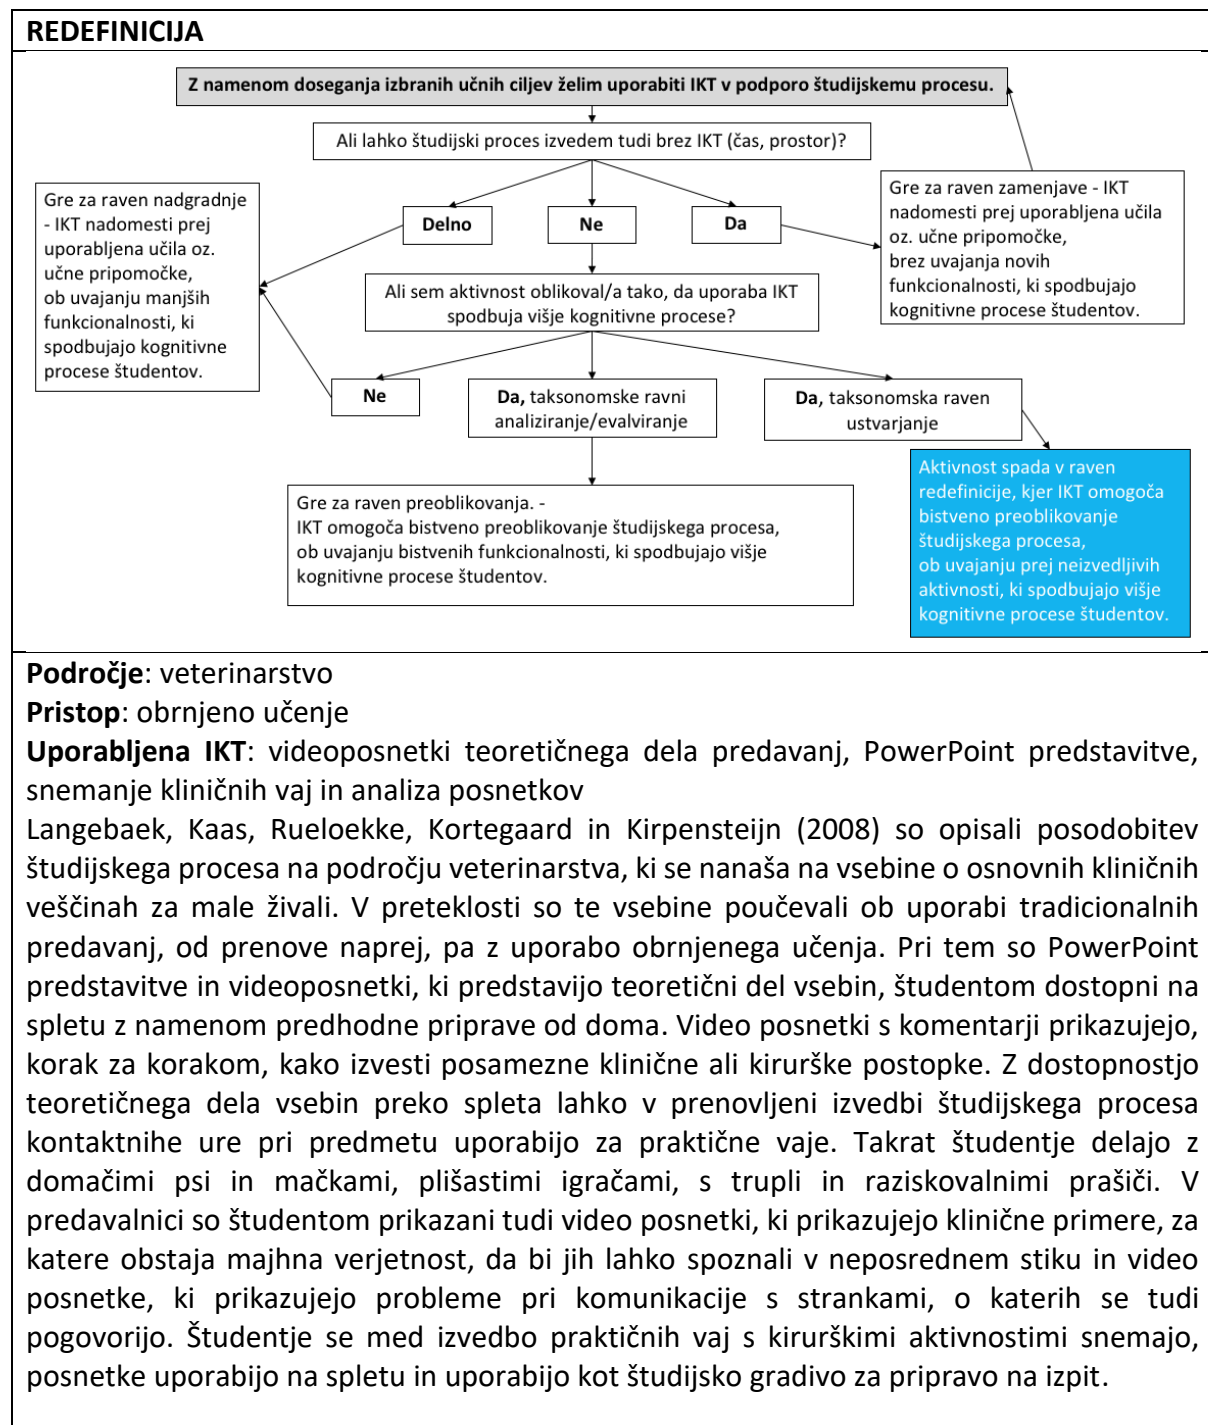 REDEFINICIJA
Z namenom doseganja izbranih učnih ciljev želim uporabiti IKT v podporo študijskemu procesu.
Ali lahko študijski proces izvedem tudi brez IKT (čas, prostor)?
Gre za raven nadgradnje
- IKT nadomesti prej
uporabljena učila oz.
učne pripomočke,
ob uvajanju manjših
funkcionalnosti, ki
spodbujajo kognitivne
procese študentov.
Delno
Ne
Da
Gre za raven zamenjave - IKT
nadomesti prej uporabljena učila
oz. učne pripomočke,
brez uvajanja novih
funkcionalnosti, ki spodbujajo
kognitivne procese študentov.
Ali sem aktivnost oblikoval/a tako, da uporaba IKT
spodbuja višje kognitivne procese?
Ne
Da, taksonomske ravni
analiziranje/evalviranje
Da, taksonomska raven
ustvarjanje
Gre za raven preoblikovanja. -
IKT omogoča bistveno preoblikovanje študijskega procesa,
ob uvajanju bistvenih funkcionalnosti, ki spodbujajo višje
kognitivne procese študentov.
Aktivnost spada v raven
redefinicije, kjer IKT omogoča
bistveno preoblikovanje
študijskega procesa,
ob uvajanju prej neizvedljivih
aktivnosti, ki spodbujajo višje
kognitivne procese študentov.
Področje: veterinarstvo
Pristop: obrnjeno učenje
Uporabljena IKT: videoposnetki teoretičnega dela predavanj, PowerPoint predstavitve,
snemanje kliničnih vaj in analiza posnetkov
Langebaek, Kaas, Rueloekke, Kortegaard in Kirpensteijn (2008) so opisali posodobitev
študijskega procesa na področju veterinarstva, ki se nanaša na vsebine o osnovnih kliničnih
veščinah za male živali. V preteklosti so te vsebine poučevali ob uporabi tradicionalnih
predavanj, od prenove naprej, pa z uporabo obrnjenega učenja. Pri tem so PowerPoint
predstavitve in videoposnetki, ki predstavijo teoretični del vsebin, študentom dostopni na
spletu z namenom predhodne priprave od doma. Video posnetki s komentarji prikazujejo,
korak za korakom, kako izvesti posamezne klinične ali kirurške postopke. Z dostopnostjo
teoretičnega dela vsebin preko spleta lahko v prenovljeni izvedbi študijskega procesa
kontaktnihe ure pri predmetu uporabijo za praktične vaje. Takrat študentje delajo z
domačimi psi in mačkami, plišastimi igračami, s trupli in raziskovalnimi prašiči. V
predavalnici so študentom prikazani tudi video posnetki, ki prikazujejo klinične primere, za
katere obstaja majhna verjetnost, da bi jih lahko spoznali v neposrednem stiku in video
posnetke, ki prikazujejo probleme pri komunikacije s strankami, o katerih se tudi
pogovorijo. Študentje se med izvedbo praktičnih vaj s kirurškimi aktivnostimi snemajo,
posnetke uporabijo na spletu in uporabijo kot študijsko gradivo za pripravo na izpit.